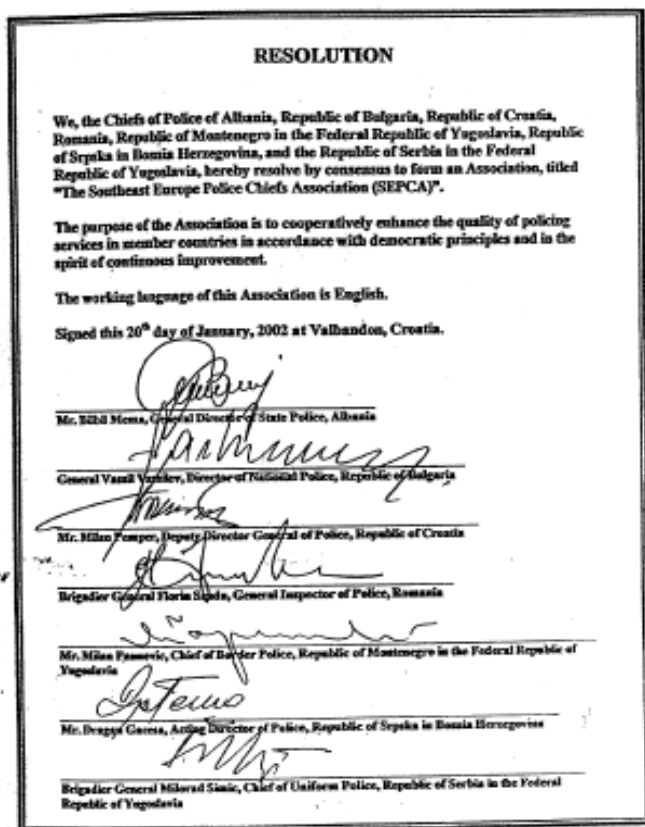 RESOLUTION
We, the Chiefs of Police of Albania, Republic of Bulgaria, Republic of Croatia,
Romania, Republic of Montenegro in the Federal Republic of Yugoslavia, Republic
of Srpska in Bosnia Herzegovina, and the Republic of Serbia in the Federal
Republic of Yugoslavia, hereby resolve by consensus to form an Association, titled
"The Southeast Europe Police Chiefs Association (SEPCA)".
The purpose of the Association is to cooperatively enhance the quality of policing
services in member countries in accordance with democratic principles and in the
spirit of continuous improvement.
The working language of this Association is English.
Signed this 20th day of January, 2002 at Valbandon, Croatia.
Mr. Bilbil Mema, General Director of State Police, Albania
General Vassil, Director of National Police, Republic of Bulgaria
Mr. Milan, Deputy Director General of Police, Republic of Croatia
Brigadier General Florin, General Inspector of Police, Romania
Mr. Milan, Chief of Border Police, Republic of Montenegro in the Federal Republic of
Yugoslavia
Mr., Acting Director of Police, Republic of Srpska in Bosnia Herzegovina
Brigadier General Milorad Simic, Chief of Uniform Police, Republic of Serbia in the Federal
Republic of Yugoslavia